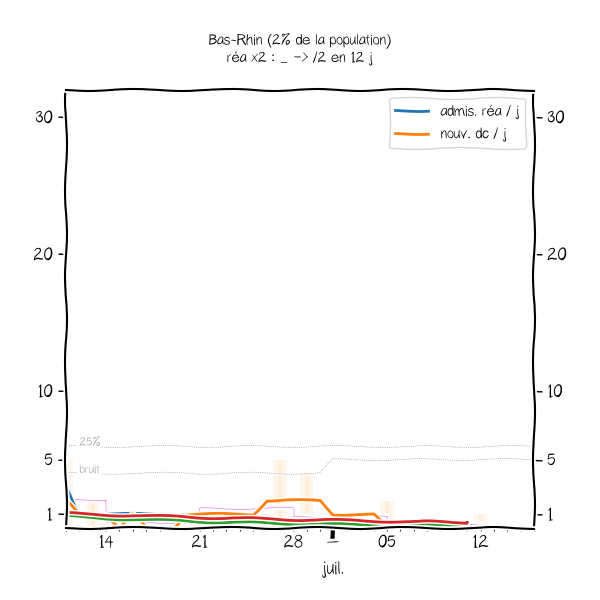 Bas-Rhin (2% de la population)
réa x2 : _ -> /2 en 12 j
admis. réa / j
nouv. dc / j
30
30
20
20
10
10
25%
5
5
bruit
1
1
14
21
28
05
12
juil.